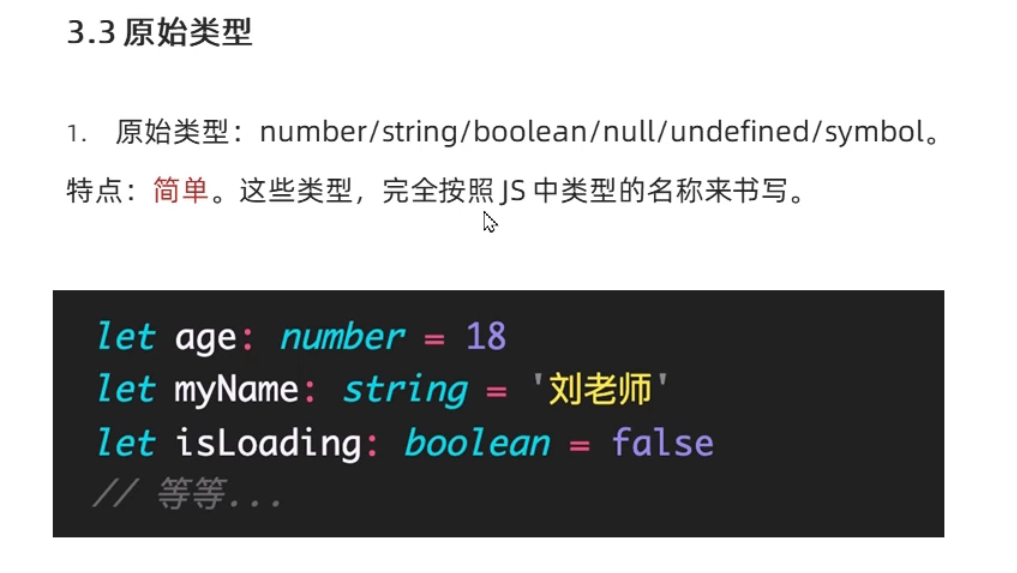 3.3 原始类型
1. 原始类型：number/string/boolean/null/undefined/symbol。
特点：简单。这些类型，完全按照 JS 中类型的名称来书写。
let age: number = 18
let myName: string = '刘老师'
let isLoading: boolean = false
// 等等...